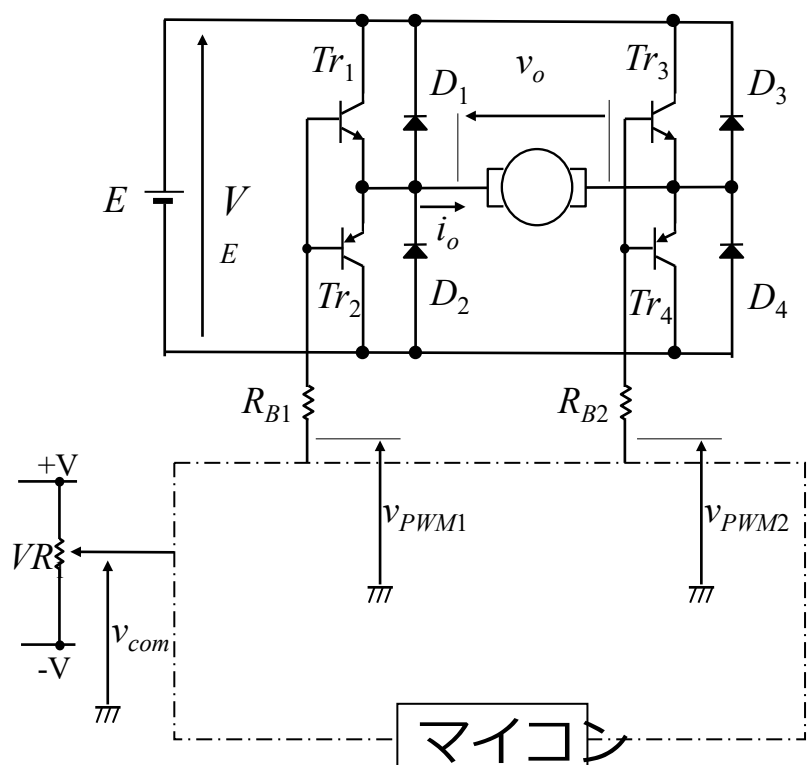 Tr1
Tr3
D1
vo
D3
E
VE
io
Tr2
D2
Tr4
D4
RB1
RB2
+V
vPWM1
vPWM2
VR1
vcom
-V
マイコン